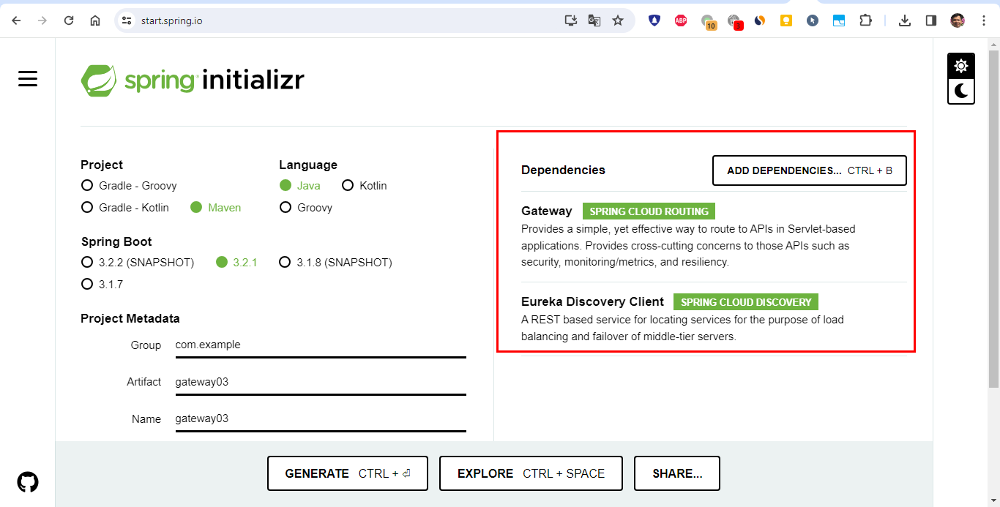 start.spring.io
ABP
10
3
spring initializr
Project
Gradle - Groovy
Gradle - Kotlin
Maven
Language
Java
Kotlin
Groovy
Spring Boot
3.2.2 (SNAPSHOT)
3.2.1
3.1.8 (SNAPSHOT)
3.1.7
Project Metadata
Group
com.example
Artifact
gateway03
Name
gateway03
Dependencies
ADD DEPENDENCIES... CTRL + B
Gateway SPRING CLOUD ROUTING
Provides a simple, yet effective way to route to APIs in Servlet-based
applications. Provides cross-cutting concerns to those APIs such as
security, monitoring/metrics, and resiliency.
Eureka Discovery Client SPRING CLOUD DISCOVERY
A REST based service for locating services for the purpose of load
balancing and failover of middle-tier servers.
GENERATE CTRL + ⏎
EXPLORE CTRL + SPACE
SHARE...